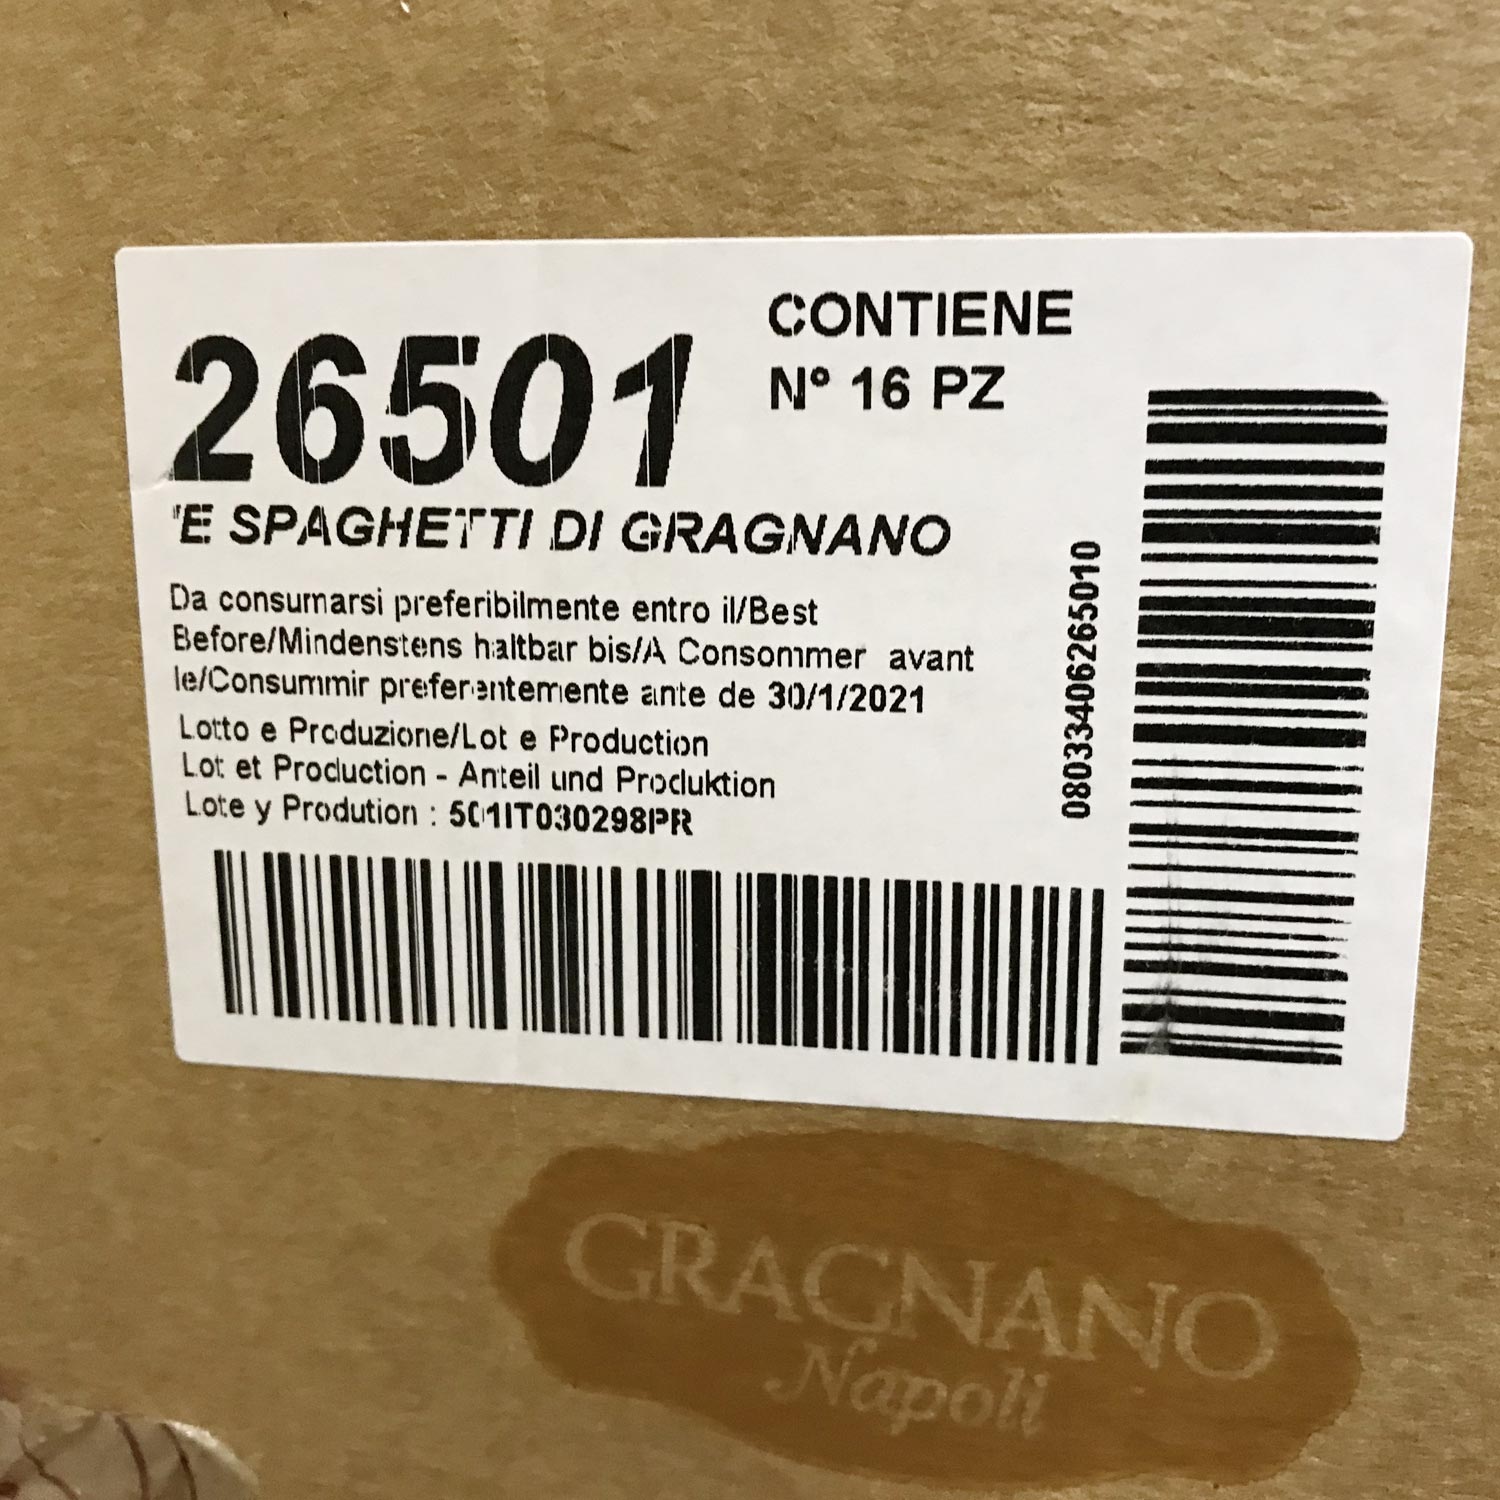 26501
CONTIENE
N° 16 PZ
'E SPAGHETTI DI GRAGNANO
Da consumarsi preferibilmente entro il/Best
Before/Mindenstens haltbar bis/A Consommer avant
le/Consummir preferentemente ante de 30/1/2021
Lotto e Produzione/Lot e Production
Lot et Production - Anteil und Produktion
Lote y Prodution : 501IT030298PR
08033406265010
GRAGNANO
Napoli